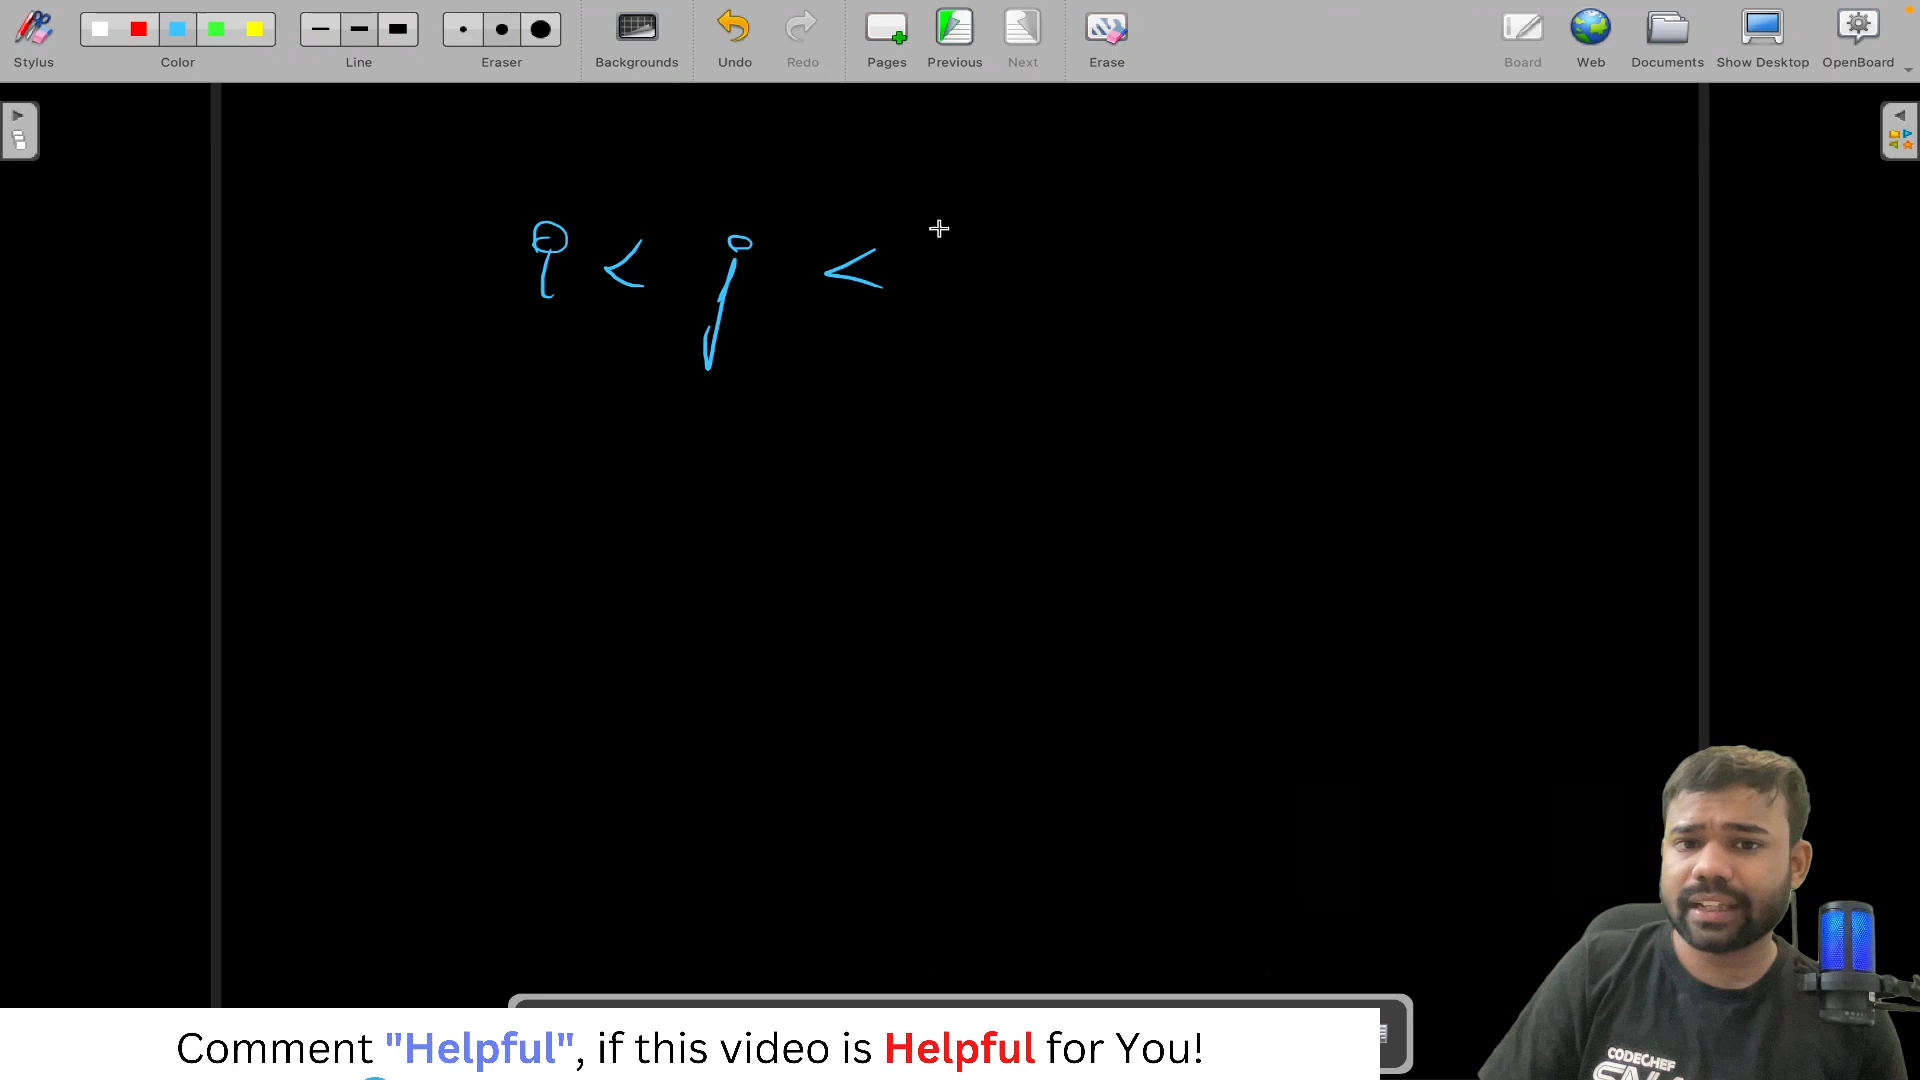 Stylus Color Line Eraser Backgrounds Undo Redo Pages Previous Next Erase Board Web Documents Show Desktop OpenBoard
i < j <
CODECHEF
Comment "Helpful", if this video is Helpful for You!